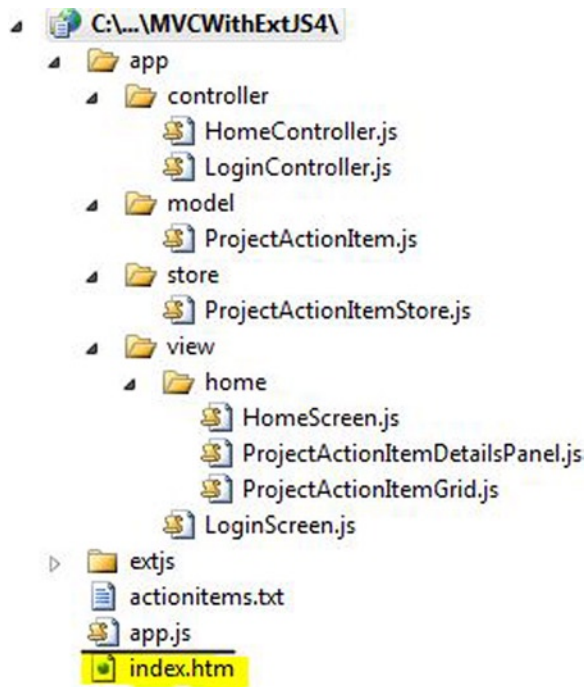 C:\...\MVCWithExtJS4\
app
controller
HomeController.js
LoginController.js
model
ProjectActionItem.js
store
ProjectActionItemStore.js
view
home
HomeScreen.js
ProjectActionItemDetailsPanel.js
ProjectActionItemGrid.js
LoginScreen.js
extjs
actionitems.txt
app.js
index.htm